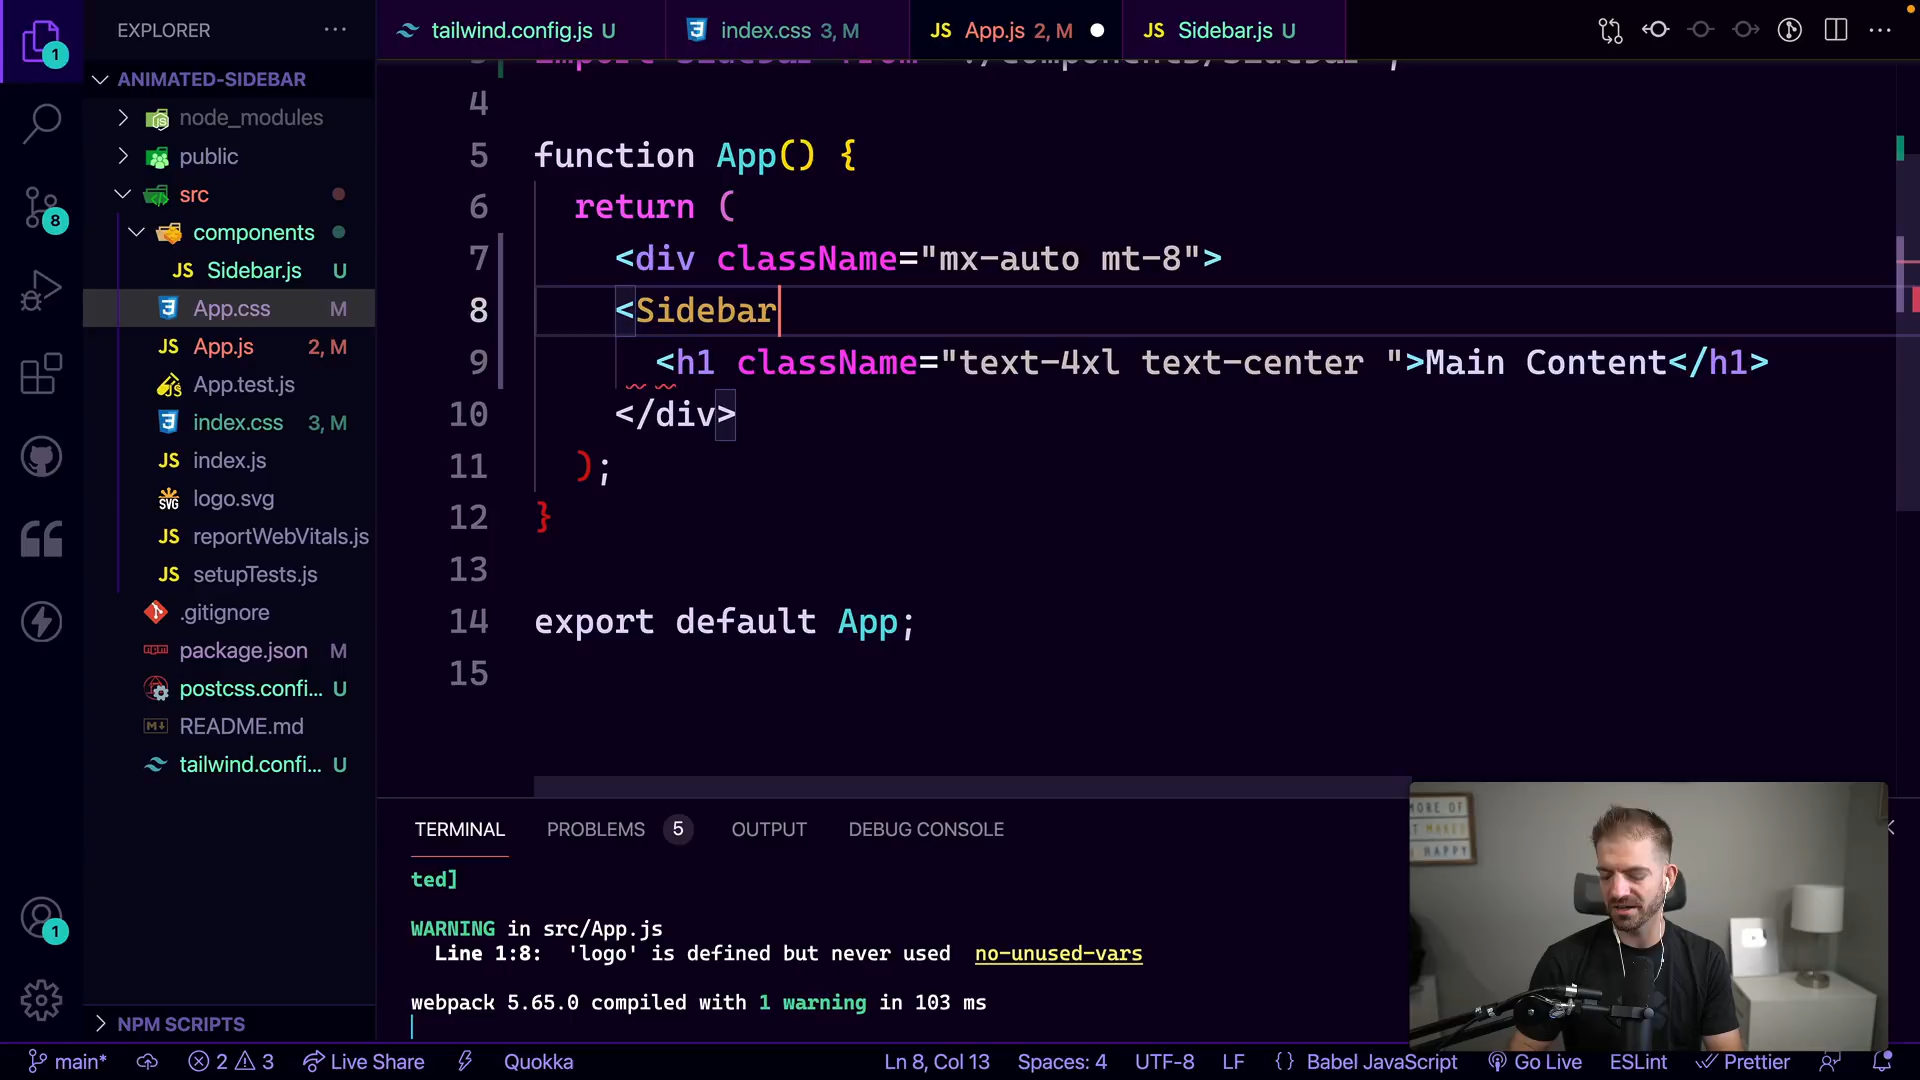 EXPLORER
ANIMATED-SIDEBAR
node_modules
public
src
components
Sidebar.js U
App.css M
App.js 2, M
App.test.js
index.css 3, M
index.js
logo.svg
reportWebVitals.js
setupTests.js
.gitignore
package.json M
postcss.confi... U
README.md
tailwind.confi... U
NPM SCRIPTS
1
8
1
tailwind.config.js U
index.css 3, M
App.js 2, M
Sidebar.js U
4
5 function App() {
6 return (
7 <div className="mx-auto mt-8">
8 <Sidebar
9 <h1 className="text-4xl text-center ">Main Content</h1>
10 </div>
11 );
12 }
13
14 export default App;
15
TERMINAL PROBLEMS 5 OUTPUT DEBUG CONSOLE
ted]
WARNING in src/App.js
Line 1:8: 'logo' is defined but never used no-unused-vars
webpack 5.65.0 compiled with 1 warning in 103 ms
MORE OF
MAKES
HAPPY
main* 2 3 Live Share Quokka Ln 8, Col 13 Spaces: 4 UTF-8 LF {} Babel JavaScript Go Live ESLint Prettier